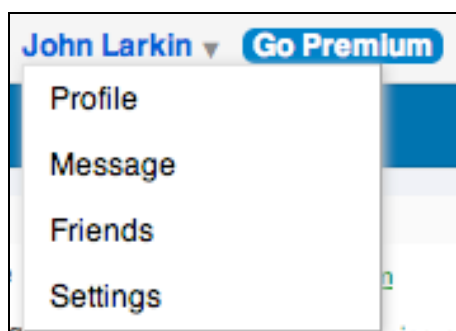 John Larkin ▼ Go Premium
Profile
Message
Friends
Settings